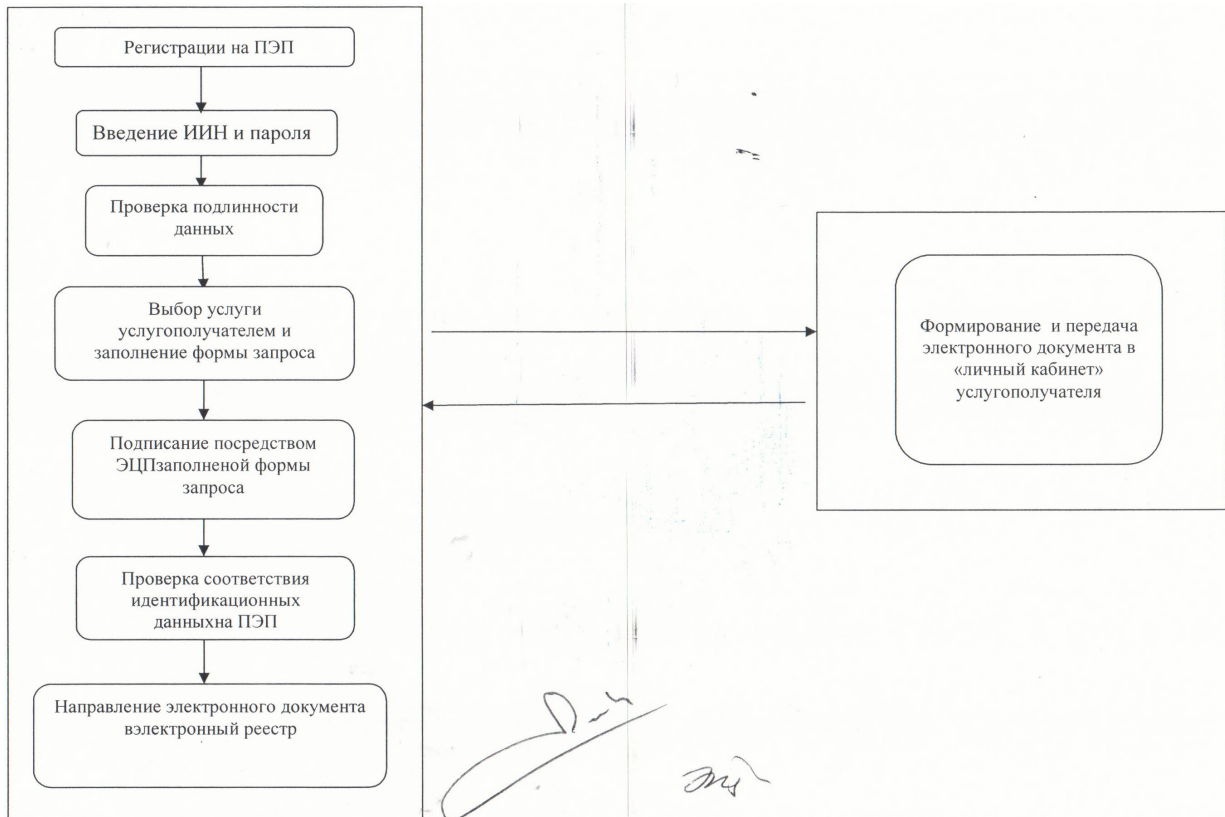 Регистрации на ПЭП
Введение ИИН и пароля
Проверка подлинности
данных
Выбор услуги
услугополучателем и
заполнение формы запроса
Подписание посредством
ЭЦПзаполненой формы
запроса
Проверка соответствия
идентификационных
данныхна ПЭП
Направление электронного документа
вэлектронный реестр
Формирование и передача
электронного документа в
«личный кабинет»
услугополучателя